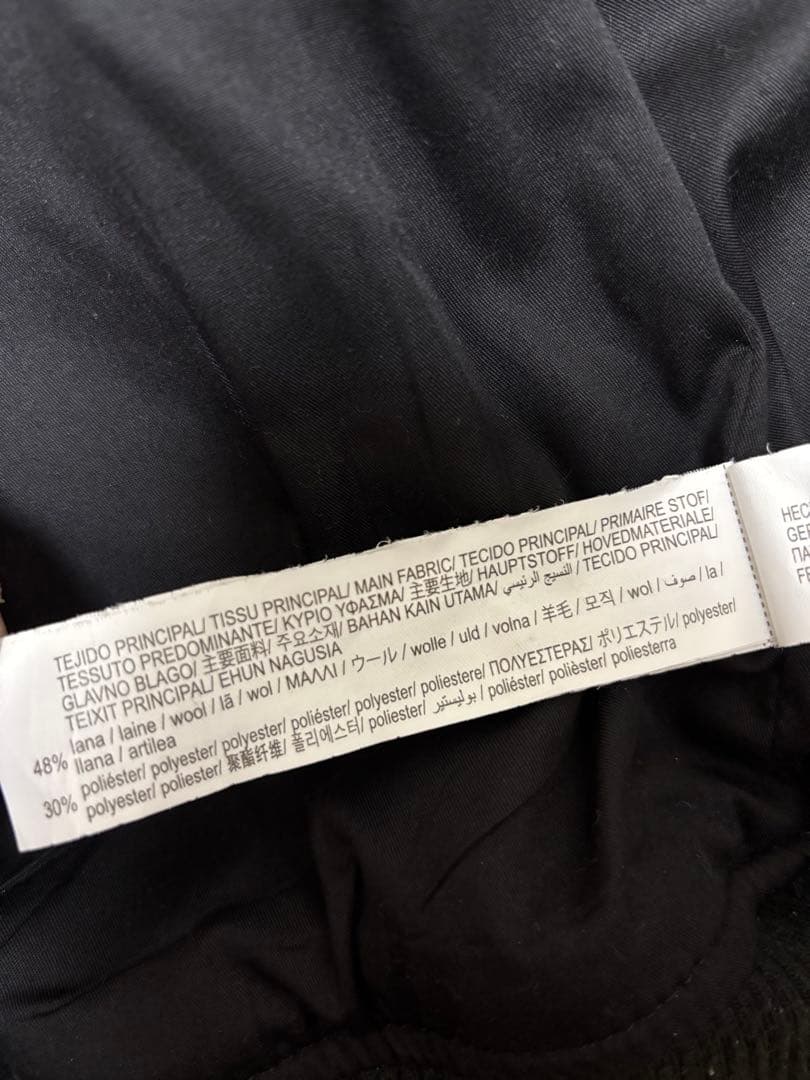 TEJIDO PRINCIPAL/ TISSU PRINCIPAL/ MAIN FABRIC/ TECIDO PRINCIPAL/ PRIMAIRE STOF/
TESSUTO PREDOMINANTE/ ΚΥΡΙΟ ΥΦΑΣΜΑ/ 主要生地/ HAUPTSTOFF/ HOVEDMATERIALE/
GLAVNO BLAGO/ 主要面料/ 주요소재/ BAHAN KAIN UTAMA/ النسيج الرئيسي/ TECIDO PRINCIPAL/
TEIXIT PRINCIPAL/ EHUN NAGUSIA
48% lana / laine / wool / lã / wol / ΜΑΛΛΙ / ウール / wolle / uld / volna / 羊毛 / 모직 / wol / صوف / la /
llana / artilea
30% poliéster/ polyester/ polyester/ poliéster/ polyester/ poliestere/ ΠΟΛΥΕΣΤΕΡΑΣ/ ポリエステル/ polyester/
polyester/ poliester/ 聚酯纤维/ 폴리에스터/ poliester/ بوليستير/ poliéster/ polièster/ poliesterra
HEC
GEF
ПА
FF